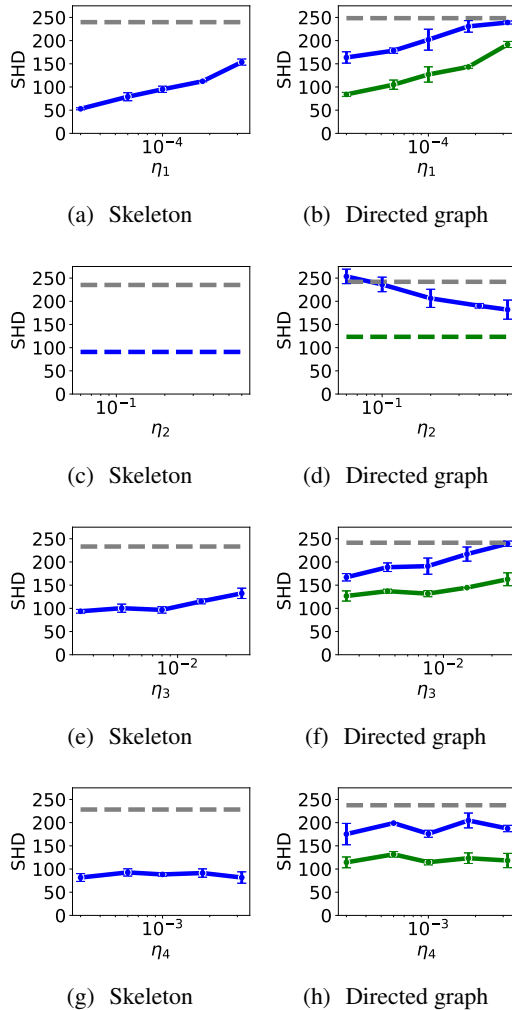 250
200
150
100
50
0
SHD
10⁻⁴
η₁
250
200
150
100
50
0
SHD
10⁻⁴
η₁
(a) Skeleton
(b) Directed graph
250
200
150
100
50
0
SHD
10⁻¹
η₂
250
200
150
100
50
0
SHD
10⁻¹
η₂
(c) Skeleton
(d) Directed graph
250
200
150
100
50
0
SHD
10⁻²
η₃
250
200
150
100
50
0
SHD
10⁻²
η₃
(e) Skeleton
(f) Directed graph
250
200
150
100
50
0
SHD
10⁻³
η₄
250
200
150
100
50
0
SHD
10⁻³
η₄
(g) Skeleton
(h) Directed graph